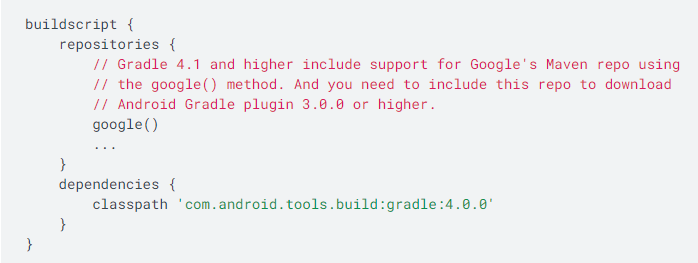 buildscript {
    repositories {
        // Gradle 4.1 and higher include support for Google's Maven repo using
        // the google() method. And you need to include this repo to download
        // Android Gradle plugin 3.0.0 or higher.
        google()
        ...
    }
    dependencies {
        classpath 'com.android.tools.build:gradle:4.0.0'
    }
}